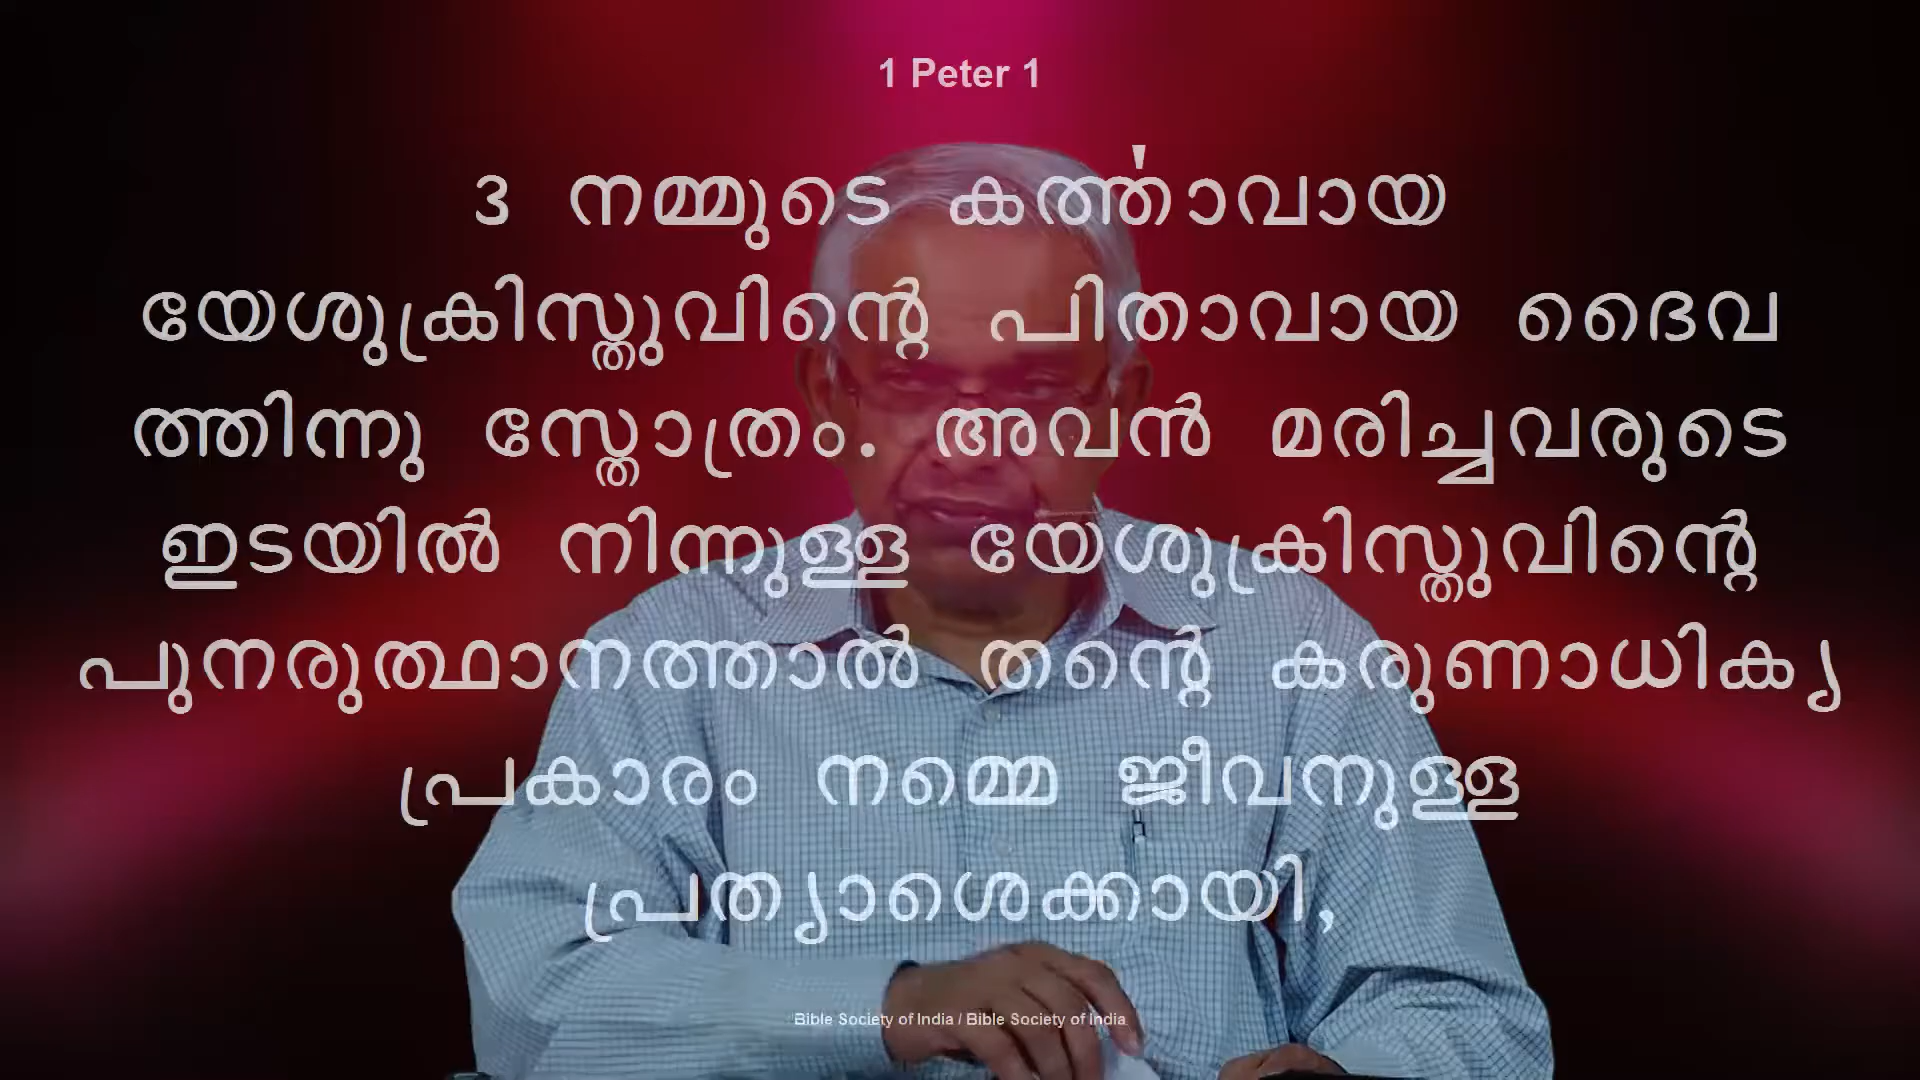 1 Peter 1
3 നമ്മുടെ കർത്താവായ
യേശുക്രിസ്തുവിന്റെ പിതാവായ ദൈവ
ത്തിന്നു സ്തോത്രം. അവൻ മരിച്ചവരുടെ
ഇടയിൽ നിന്നുള്ള യേശുക്രിസ്തുവിന്റെ
പുനരുത്ഥാനത്താൽ തന്റെ കരുണാധിക്യ
പ്രകാരം നമ്മെ ജീവനുള്ള
പ്രത്യാശെക്കായി,
Bible Society of India / Bible Society of India